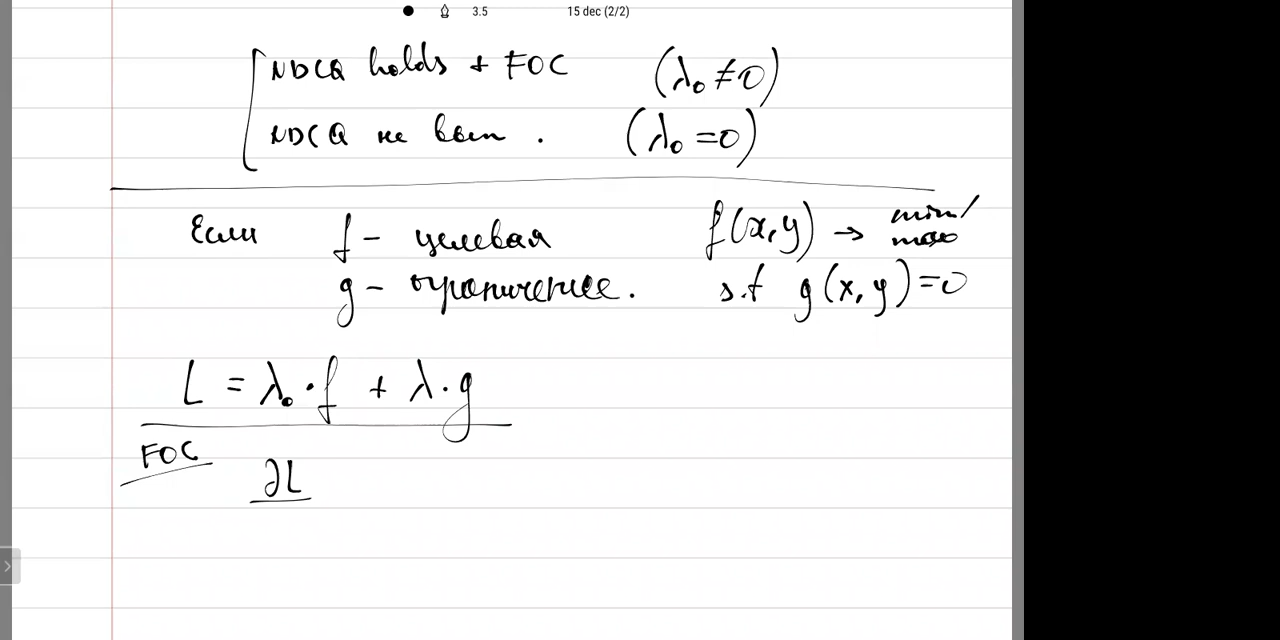 3.5 15 dec (2/2)
NDCQ holds + FOC (λ₀ ≠ 0)
NDCQ не вып . (λ₀ = 0)
Если f - целевая f(x,y) → min/max
g - ограничение. s.t g(x,y)=0
L = λ₀·f + λ·g
FOC
∂L